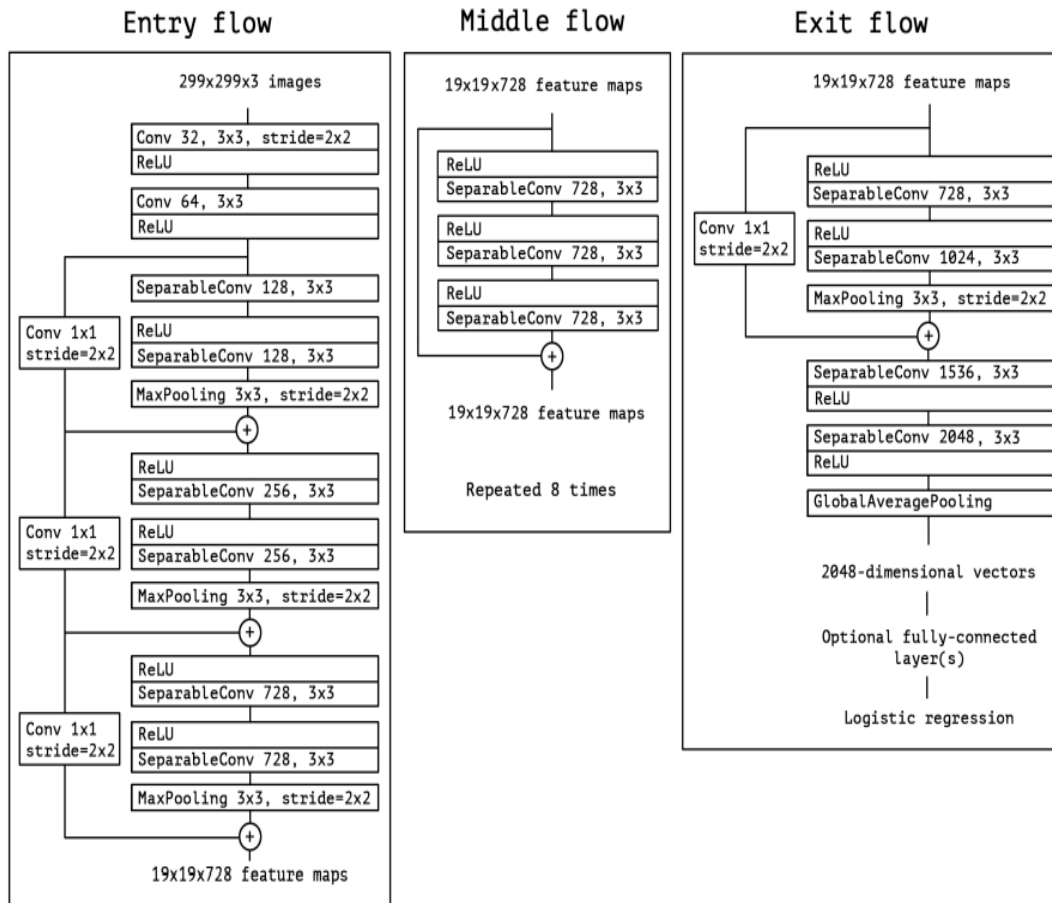 Entry flow
299x299x3 images
Conv 32, 3x3, stride=2x2
ReLU
Conv 64, 3x3
ReLU
SeparableConv 128, 3x3
Conv 1x1
stride=2x2
ReLU
SeparableConv 128, 3x3
MaxPooling 3x3, stride=2x2
+
ReLU
SeparableConv 256, 3x3
Conv 1x1
stride=2x2
ReLU
SeparableConv 256, 3x3
MaxPooling 3x3, stride=2x2
+
ReLU
SeparableConv 728, 3x3
Conv 1x1
stride=2x2
ReLU
SeparableConv 728, 3x3
MaxPooling 3x3, stride=2x2
+
19x19x728 feature maps
Middle flow
19x19x728 feature maps
ReLU
SeparableConv 728, 3x3
ReLU
SeparableConv 728, 3x3
ReLU
SeparableConv 728, 3x3
+
19x19x728 feature maps
Repeated 8 times
Exit flow
19x19x728 feature maps
ReLU
SeparableConv 728, 3x3
Conv 1x1
stride=2x2
ReLU
SeparableConv 1024, 3x3
MaxPooling 3x3, stride=2x2
+
SeparableConv 1536, 3x3
ReLU
SeparableConv 2048, 3x3
ReLU
GlobalAveragePooling
2048-dimensional vectors
Optional fully-connected
layer(s)
Logistic regression